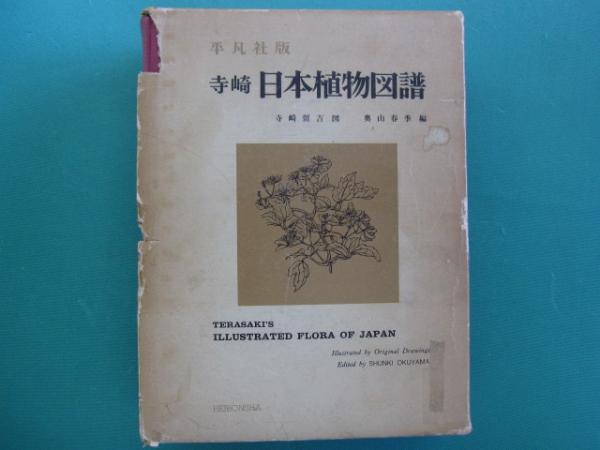 平凡社版
寺崎 日本植物図譜
寺崎留吉図 奥山春季編
TERASAKI'S
ILLUSTRATED FLORA OF JAPAN
Illustrated by Original Drawings
Edited by SHUNKI OKUYAMA
HEIBONSHA